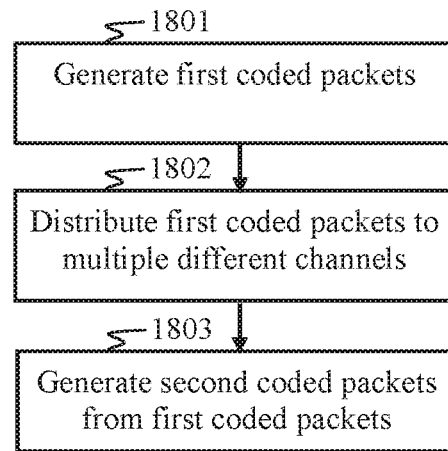 1801
Generate first coded packets
1802
Distribute first coded packets to
multiple different channels
1803
Generate second coded packets
from first coded packets